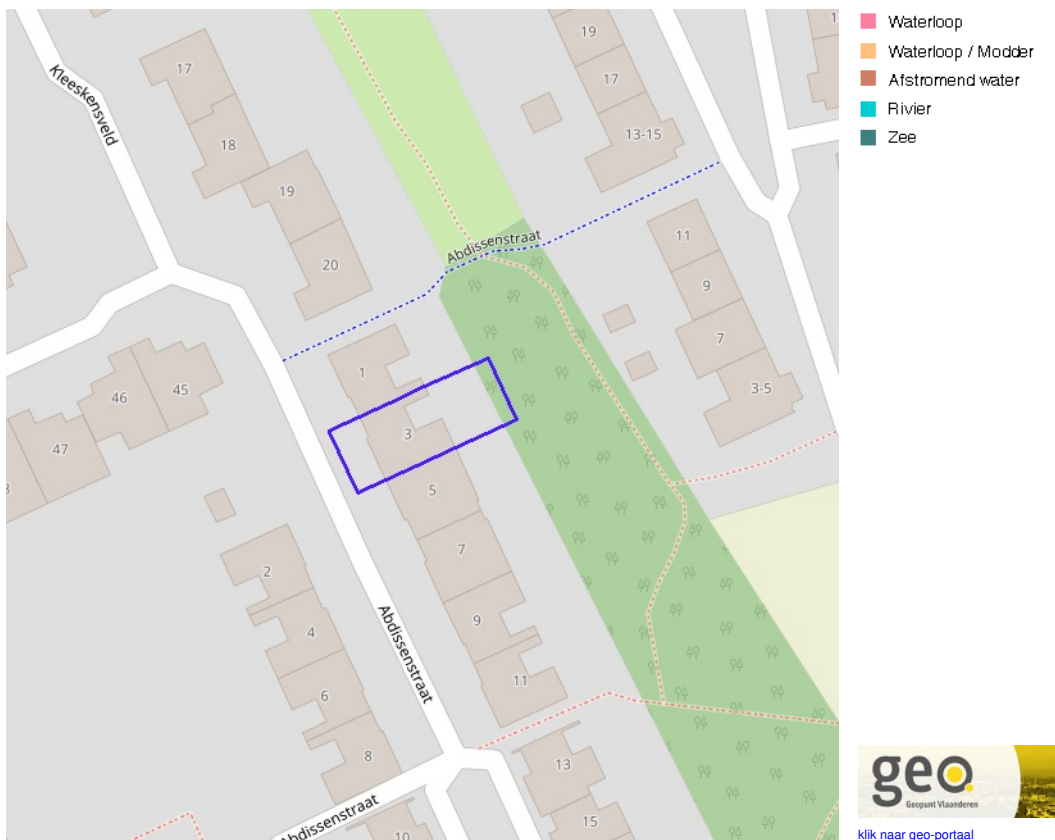 Kleeskensveld
17
18
19
20
19
17
13-15
1
Abdissenstraat
11
9
7
3-5
1
3
5
7
9
11
46
45
47
3
2
4
6
8
10
Abdissenstraat
Abdissenstraat
13
15
Waterloop
Waterloop / Modder
Afstromend water
Rivier
Zee
geo
Geopunt Vlaanderen
klik naar geo-portaal